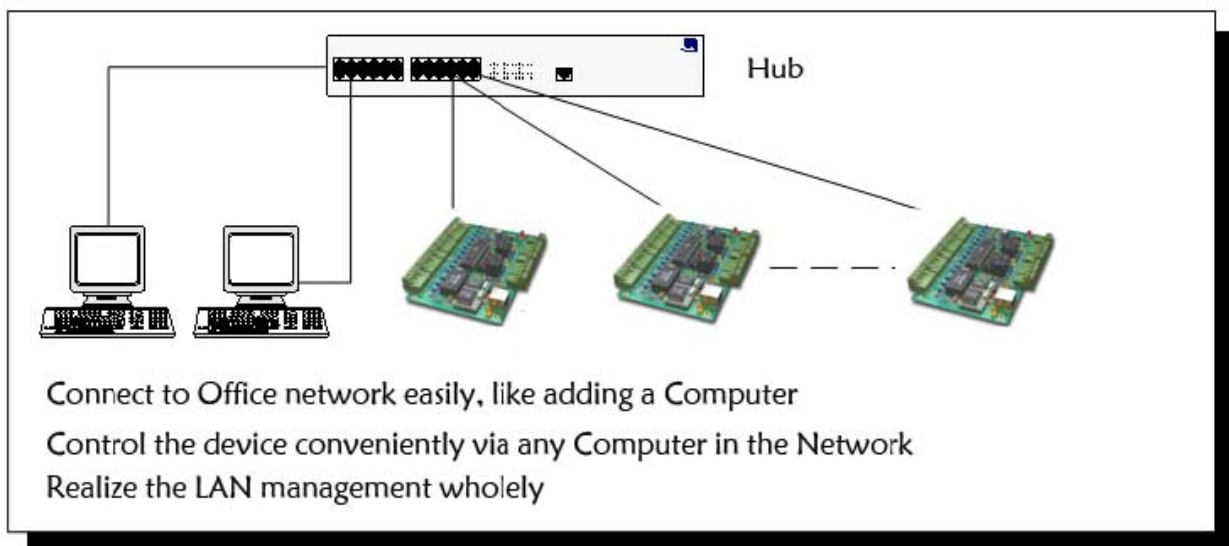 Hub
Connect to Office network easily, like adding a Computer
Control the device conveniently via any Computer in the Network
Realize the LAN management wholely